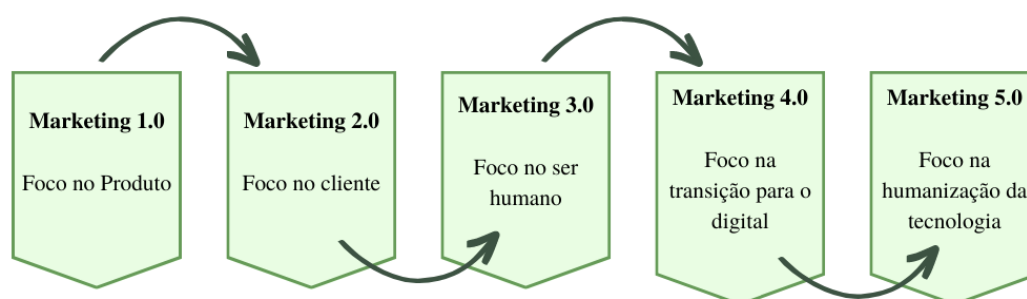 Marketing 1.0
Foco no Produto
Marketing 2.0
Foco no cliente
Marketing 3.0
Foco no ser
humano
Marketing 4.0
Foco na
transição para o
digital
Marketing 5.0
Foco na
humanização da
tecnologia